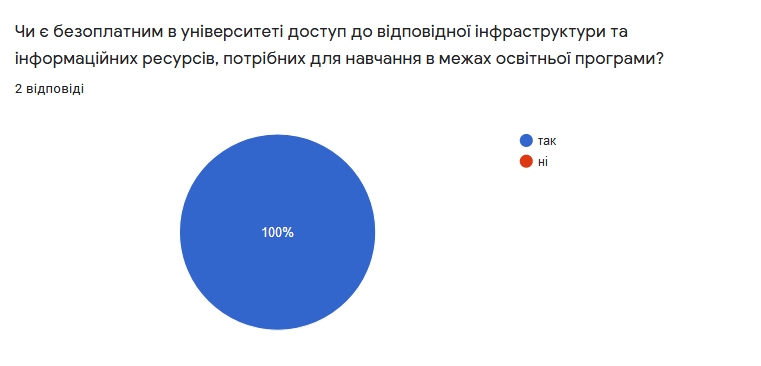 Чи є безоплатним в університеті доступ до відповідної інфраструктури та
інформаційних ресурсів, потрібних для навчання в межах освітньої програми?
2 відповіді
так
ні
100%